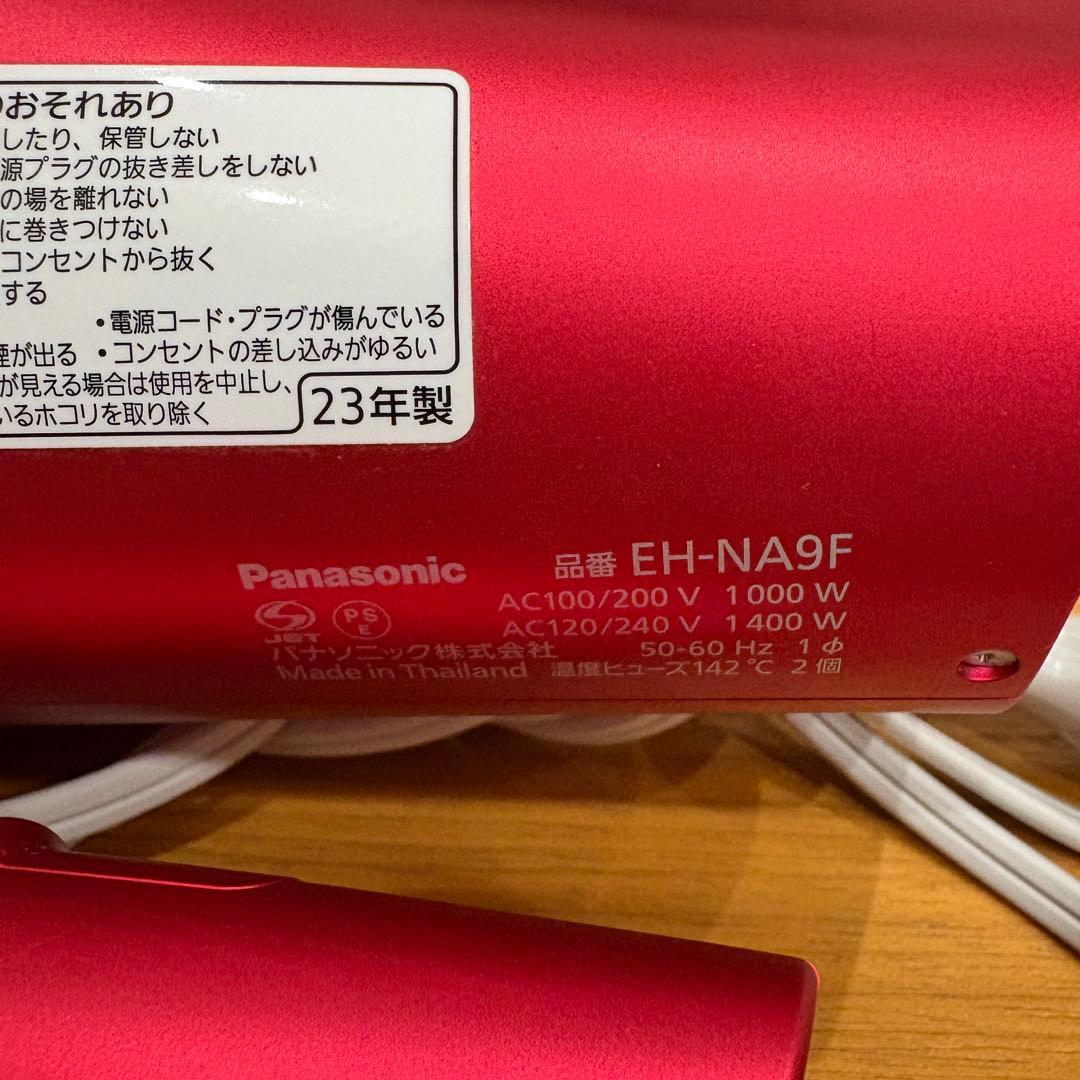 のおそれあり
したり、保管しない
源プラグの抜き差しをしない
の場を離れない
に巻きつけない
コンセントから抜く
する
・電源コード・プラグが傷んでいる
煙が出る ・コンセントの差し込みがゆるい
が見える場合は使用を中止し、
いるホコリを取り除く
23年製
Panasonic 品番 EH-NA9F
AC100/200 V 1000 W
PS E
AC120/240 V 1400 W
JET
パナソニック株式会社 50-60 Hz 1φ
Made in Thailand 温度ヒューズ142℃ 2個